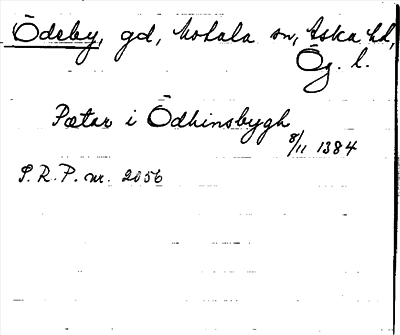 Ödeby, gd, Motala sn, Aska hd,
Ög. l.
Pætar i Ödhinsbygh
8/11 1384
S.R.P. nr. 2056